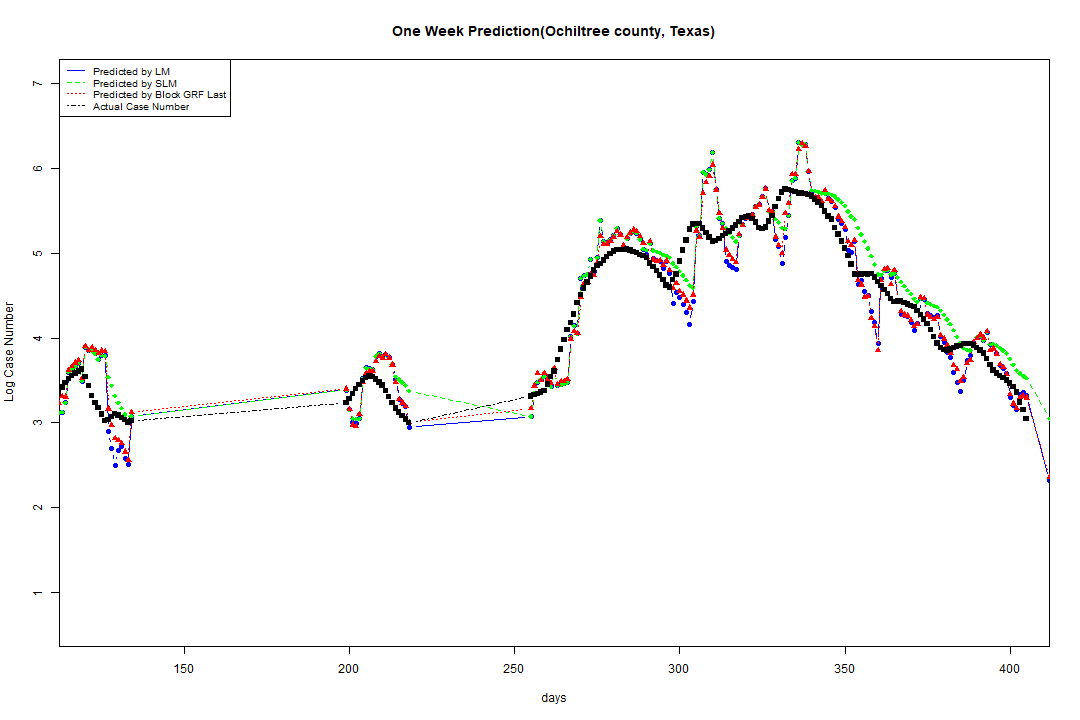 One Week Prediction(Ochiltree county, Texas)
Predicted by LM
Predicted by SLM
Predicted by Block GRF Last
Actual Case Number
7
6
5
4
3
2
1
Log Case Number
150 200 250 300 350 400
days